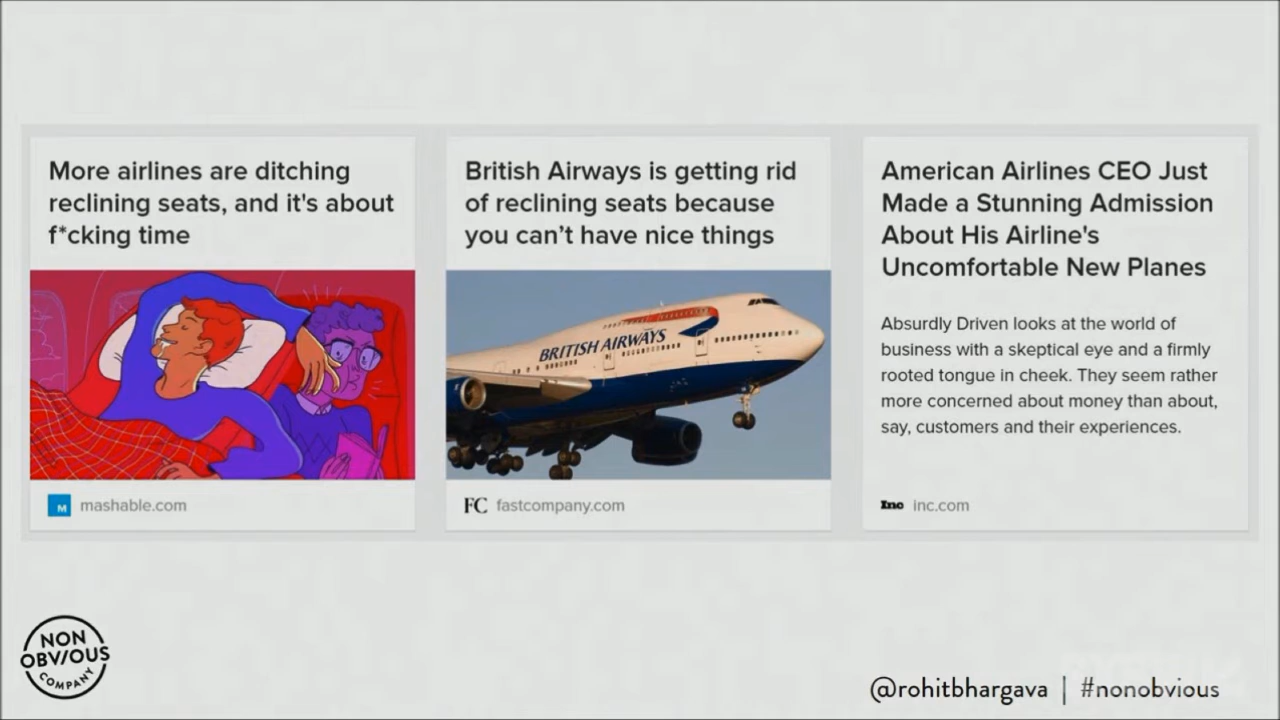 More airlines are ditching
reclining seats, and it's about
f*cking time
M mashable.com
British Airways is getting rid
of reclining seats because
you can’t have nice things
BRITISH AIRWAYS
FC fastcompany.com
American Airlines CEO Just
Made a Stunning Admission
About His Airline's
Uncomfortable New Planes
Absurdly Driven looks at the world of
business with a skeptical eye and a firmly
rooted tongue in cheek. They seem rather
more concerned about money than about,
say, customers and their experiences.
Inc inc.com
NON
OBVIOUS
COMPANY
@rohitbhargava | #nonobvious